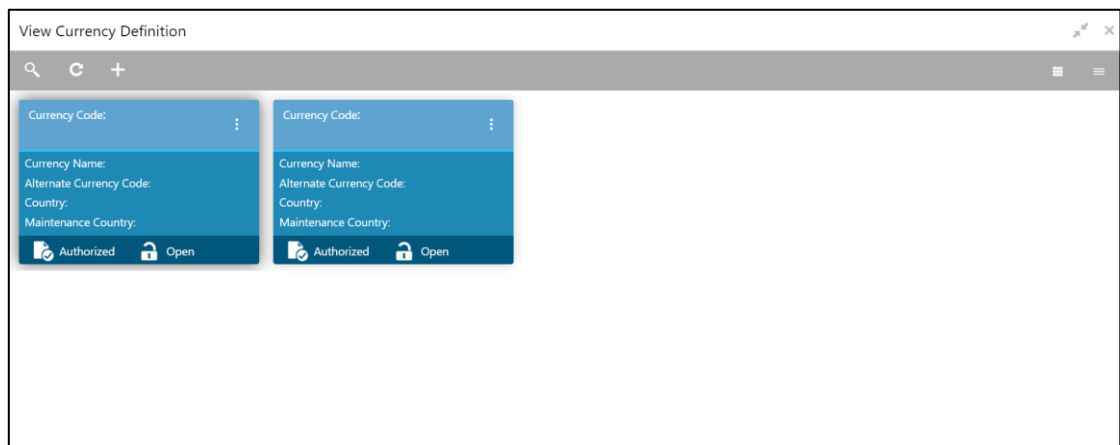 View Currency Definition
Currency Code:
Currency Name:
Alternate Currency Code:
Country:
Maintenance Country:
Authorized Open
Currency Code:
Currency Name:
Alternate Currency Code:
Country:
Maintenance Country:
Authorized Open